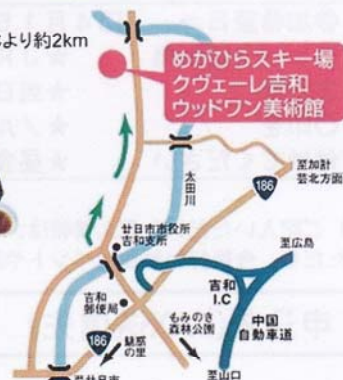 より約2km
めがひらスキー場
クヴェーレ吉和
ウッドワン美術館
至加計
芸北方面
186
太田川
廿日市市役所
吉和支所
至広島
吉和
I.C
吉和
郵便局
もみのき
森林公園
中国
自動車道
186
魅惑
の里
至山口